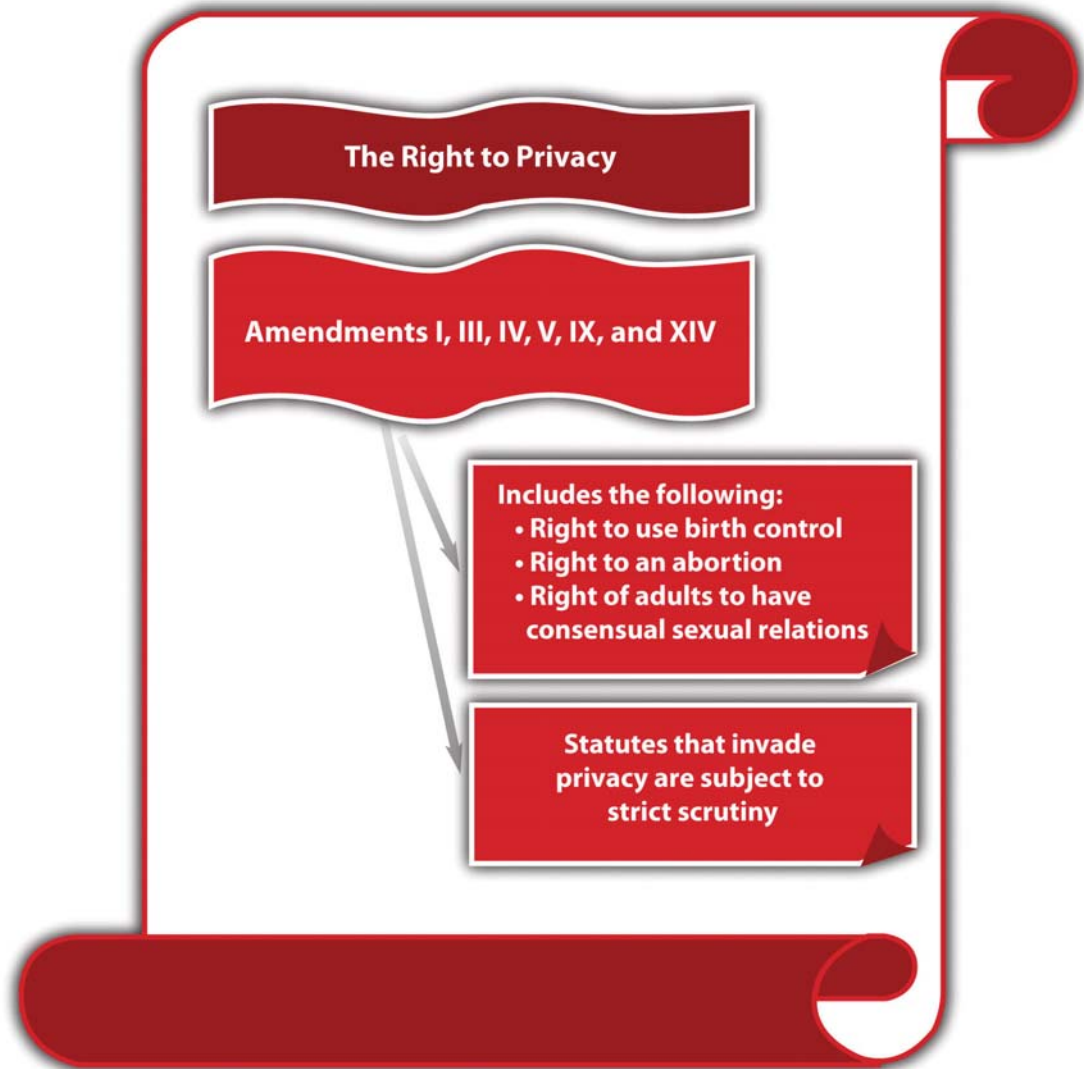 The Right to Privacy
Amendments I, III, IV, V, IX, and XIV
Includes the following:
• Right to use birth control
• Right to an abortion
• Right of adults to have
consensual sexual relations
Statutes that invade
privacy are subject to
strict scrutiny